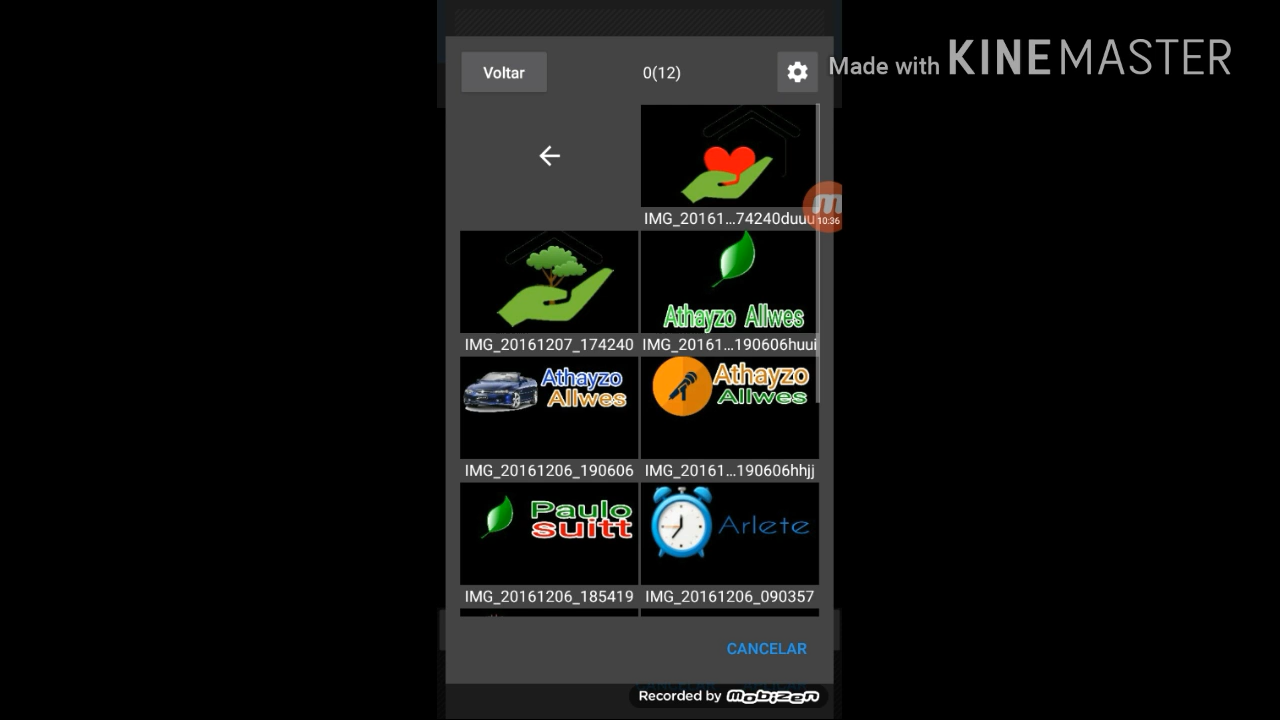 Made with KINEMASTER
Voltar
0(12)
IMG_20161...74240duuu
10:36
Athayzo Allwes
IMG_20161207_174240
IMG_20161...190606huui
Athayzo
Allwes
Athayzo
Allwes
IMG_20161206_190606
IMG_20161...190606hhjj
Paulo
suitt
Arlete
IMG_20161206_185419
IMG_20161206_090357
CANCELAR
Recorded by mobizen